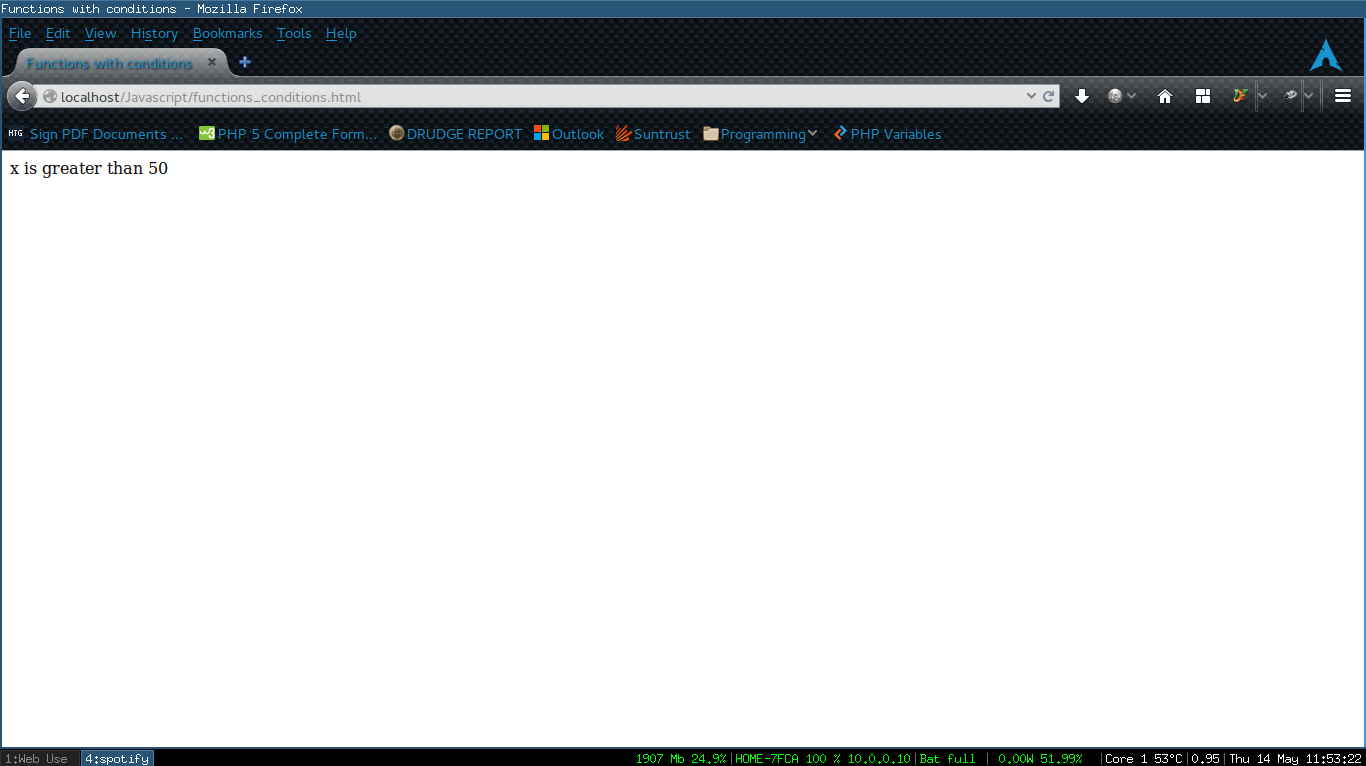 Functions with conditions - Mozilla Firefox
File Edit View History Bookmarks Tools Help
Functions with conditions
localhost/Javascript/functions_conditions.html
HTG Sign PDF Documents ... PHP 5 Complete Form... DRUDGE REPORT Outlook Suntrust Programming PHP Variables
x is greater than 50
1:Web Use 4:spotify 1907 Mb 24.9%|HOME-7FCA 100 % 10.0.0.10|Bat full | 0.00W 51.99% |Core 1 53°C|0.95|Thu 14 May 11:53:22